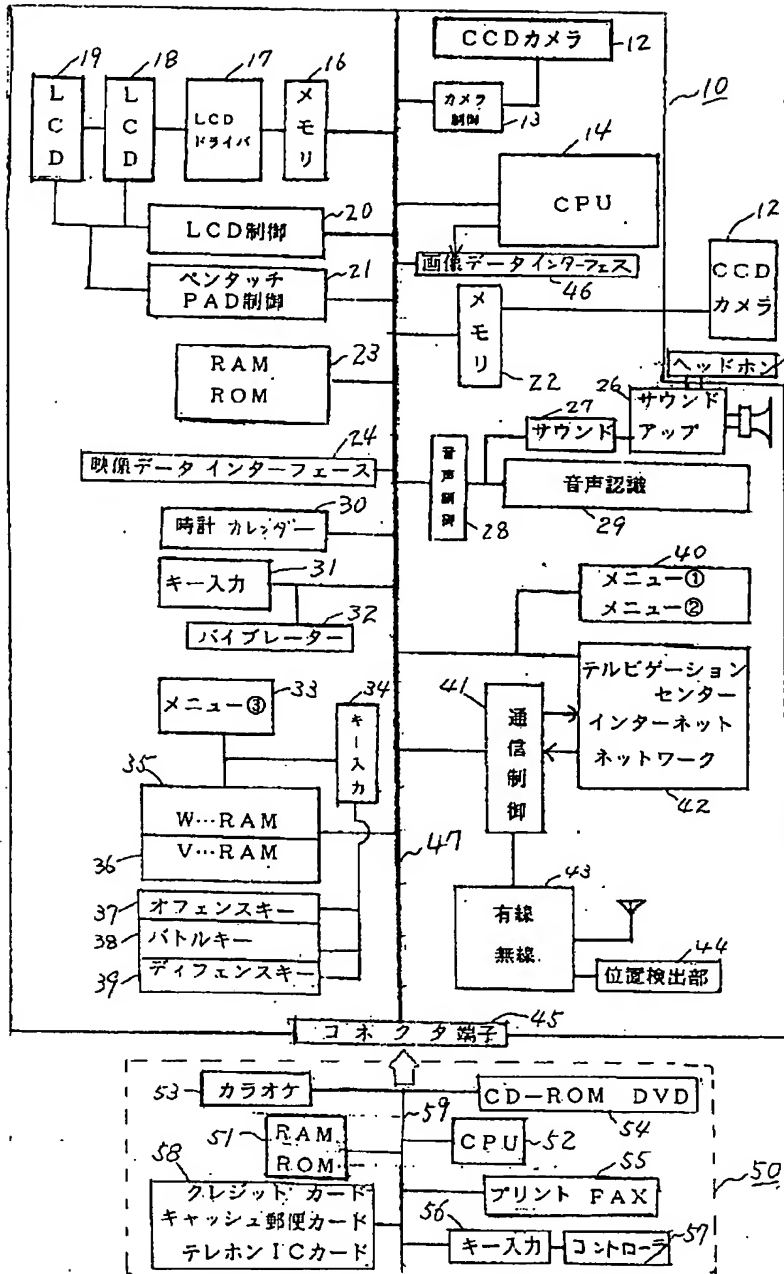 19
18
17
16
LCD
LCD
LCD
ドライバ
メモリ
CCDカメラ
12
カメラ
制御
13
10
14
CPU
LCD制御
20
ペンタッチ
PAD制御
21
画像データインターフェス
46
12
CCD
カメラ
メモリ
22
RAM
ROM
23
ヘッドホン
26
サウンド
アップ
27
サウンド
映像データインターフェース
24
音声制御
28
音声認識
29
時計 カレンダー
30
キー入力
31
バイブレーター
32
40
メニュー①
メニュー②
メニュー③
33
34
キー入力
41
通信制御
テルビゲーション
センター
インターネット
ネットワーク
42
35
W…RAM
V…RAM
36
47
43
有線
無線
44
位置検出部
37
オフェンスキー
38
バトルキー
39
ディフェンスキー
コネクタ端子
45
53
カラオケ
59
CD-ROM DVD
54
51
RAM
ROM
CPU
52
58
クレジット カード
キャッシュ郵便カード
テレホンICカード
55
プリント FAX
50
56
キー入力
コントローラ
57